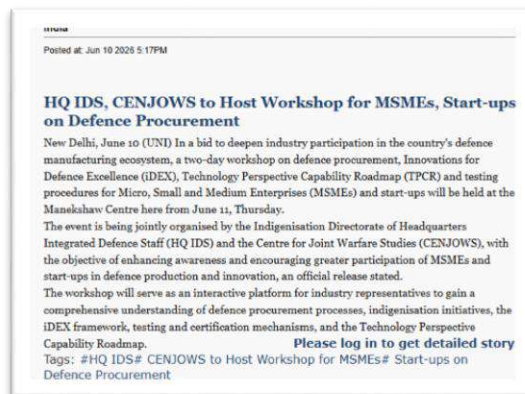 India
Posted at: Jun 10 2026 5:17PM
HQ IDS, CENJOWS to Host Workshop for MSMEs, Start-ups
on Defence Procurement
New Delhi, June 10 (UNI) In a bid to deepen industry participation in the country's defence
manufacturing ecosystem, a two-day workshop on defence procurement, Innovations for
Defence Excellence (iDEX), Technology Perspective Capability Roadmap (TPCR) and testing
procedures for Micro, Small and Medium Enterprises (MSMEs) and start-ups will be held at the
Manekshaw Centre here from June 11, Thursday.
The event is being jointly organised by the Indigenisation Directorate of Headquarters
Integrated Defence Staff (HQ IDS) and the Centre for Joint Warfare Studies (CENJOWS), with
the objective of enhancing awareness and encouraging greater participation of MSMEs and
start-ups in defence production and innovation, an official release stated.
The workshop will serve as an interactive platform for industry representatives to gain a
comprehensive understanding of defence procurement processes, indigenisation initiatives, the
iDEX framework, testing and certification mechanisms, and the Technology Perspective
Capability Roadmap. Please log in to get detailed story
Tags: #HQ IDS# CENJOWS to Host Workshop for MSMEs# Start-ups on
Defence Procurement